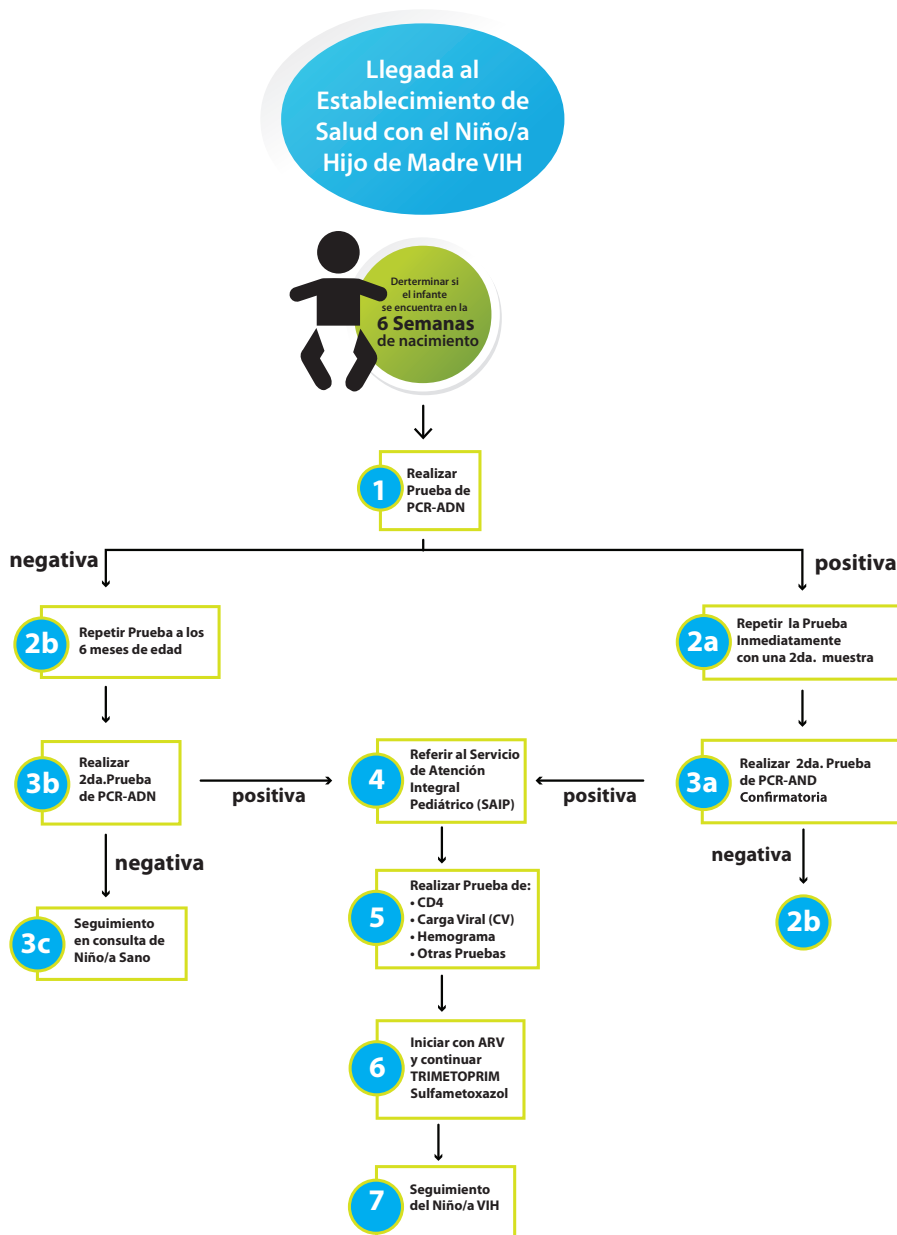 Llegada al
Establecimiento de
Salud con el Niño/a
Hijo de Madre VIH
Derterminar si
el infante
se encuentra en la
6 Semanas
de nacimiento
1
Realizar
Prueba de
PCR-ADN
negativa
positiva
2b
Repetir Prueba a los
6 meses de edad
2a
Repetir la Prueba
Inmediatamente
con una 2da. muestra
3b
Realizar
2da.Prueba
de PCR-ADN
positiva
4
Referir al Servicio
de Atención
Integral
Pediátrico (SAIP)
positiva
3a
Realizar 2da. Prueba
de PCR-AND
Confirmatoria
negativa
negativa
3c
Seguimiento
en consulta de
Niño/a Sano
5
Realizar Prueba de:
• CD4
• Carga Viral (CV)
• Hemograma
• Otras Pruebas
2b
6
Iniciar con ARV
y continuar
TRIMETOPRIM
Sulfametoxazol
7
Seguimiento
del Niño/a VIH